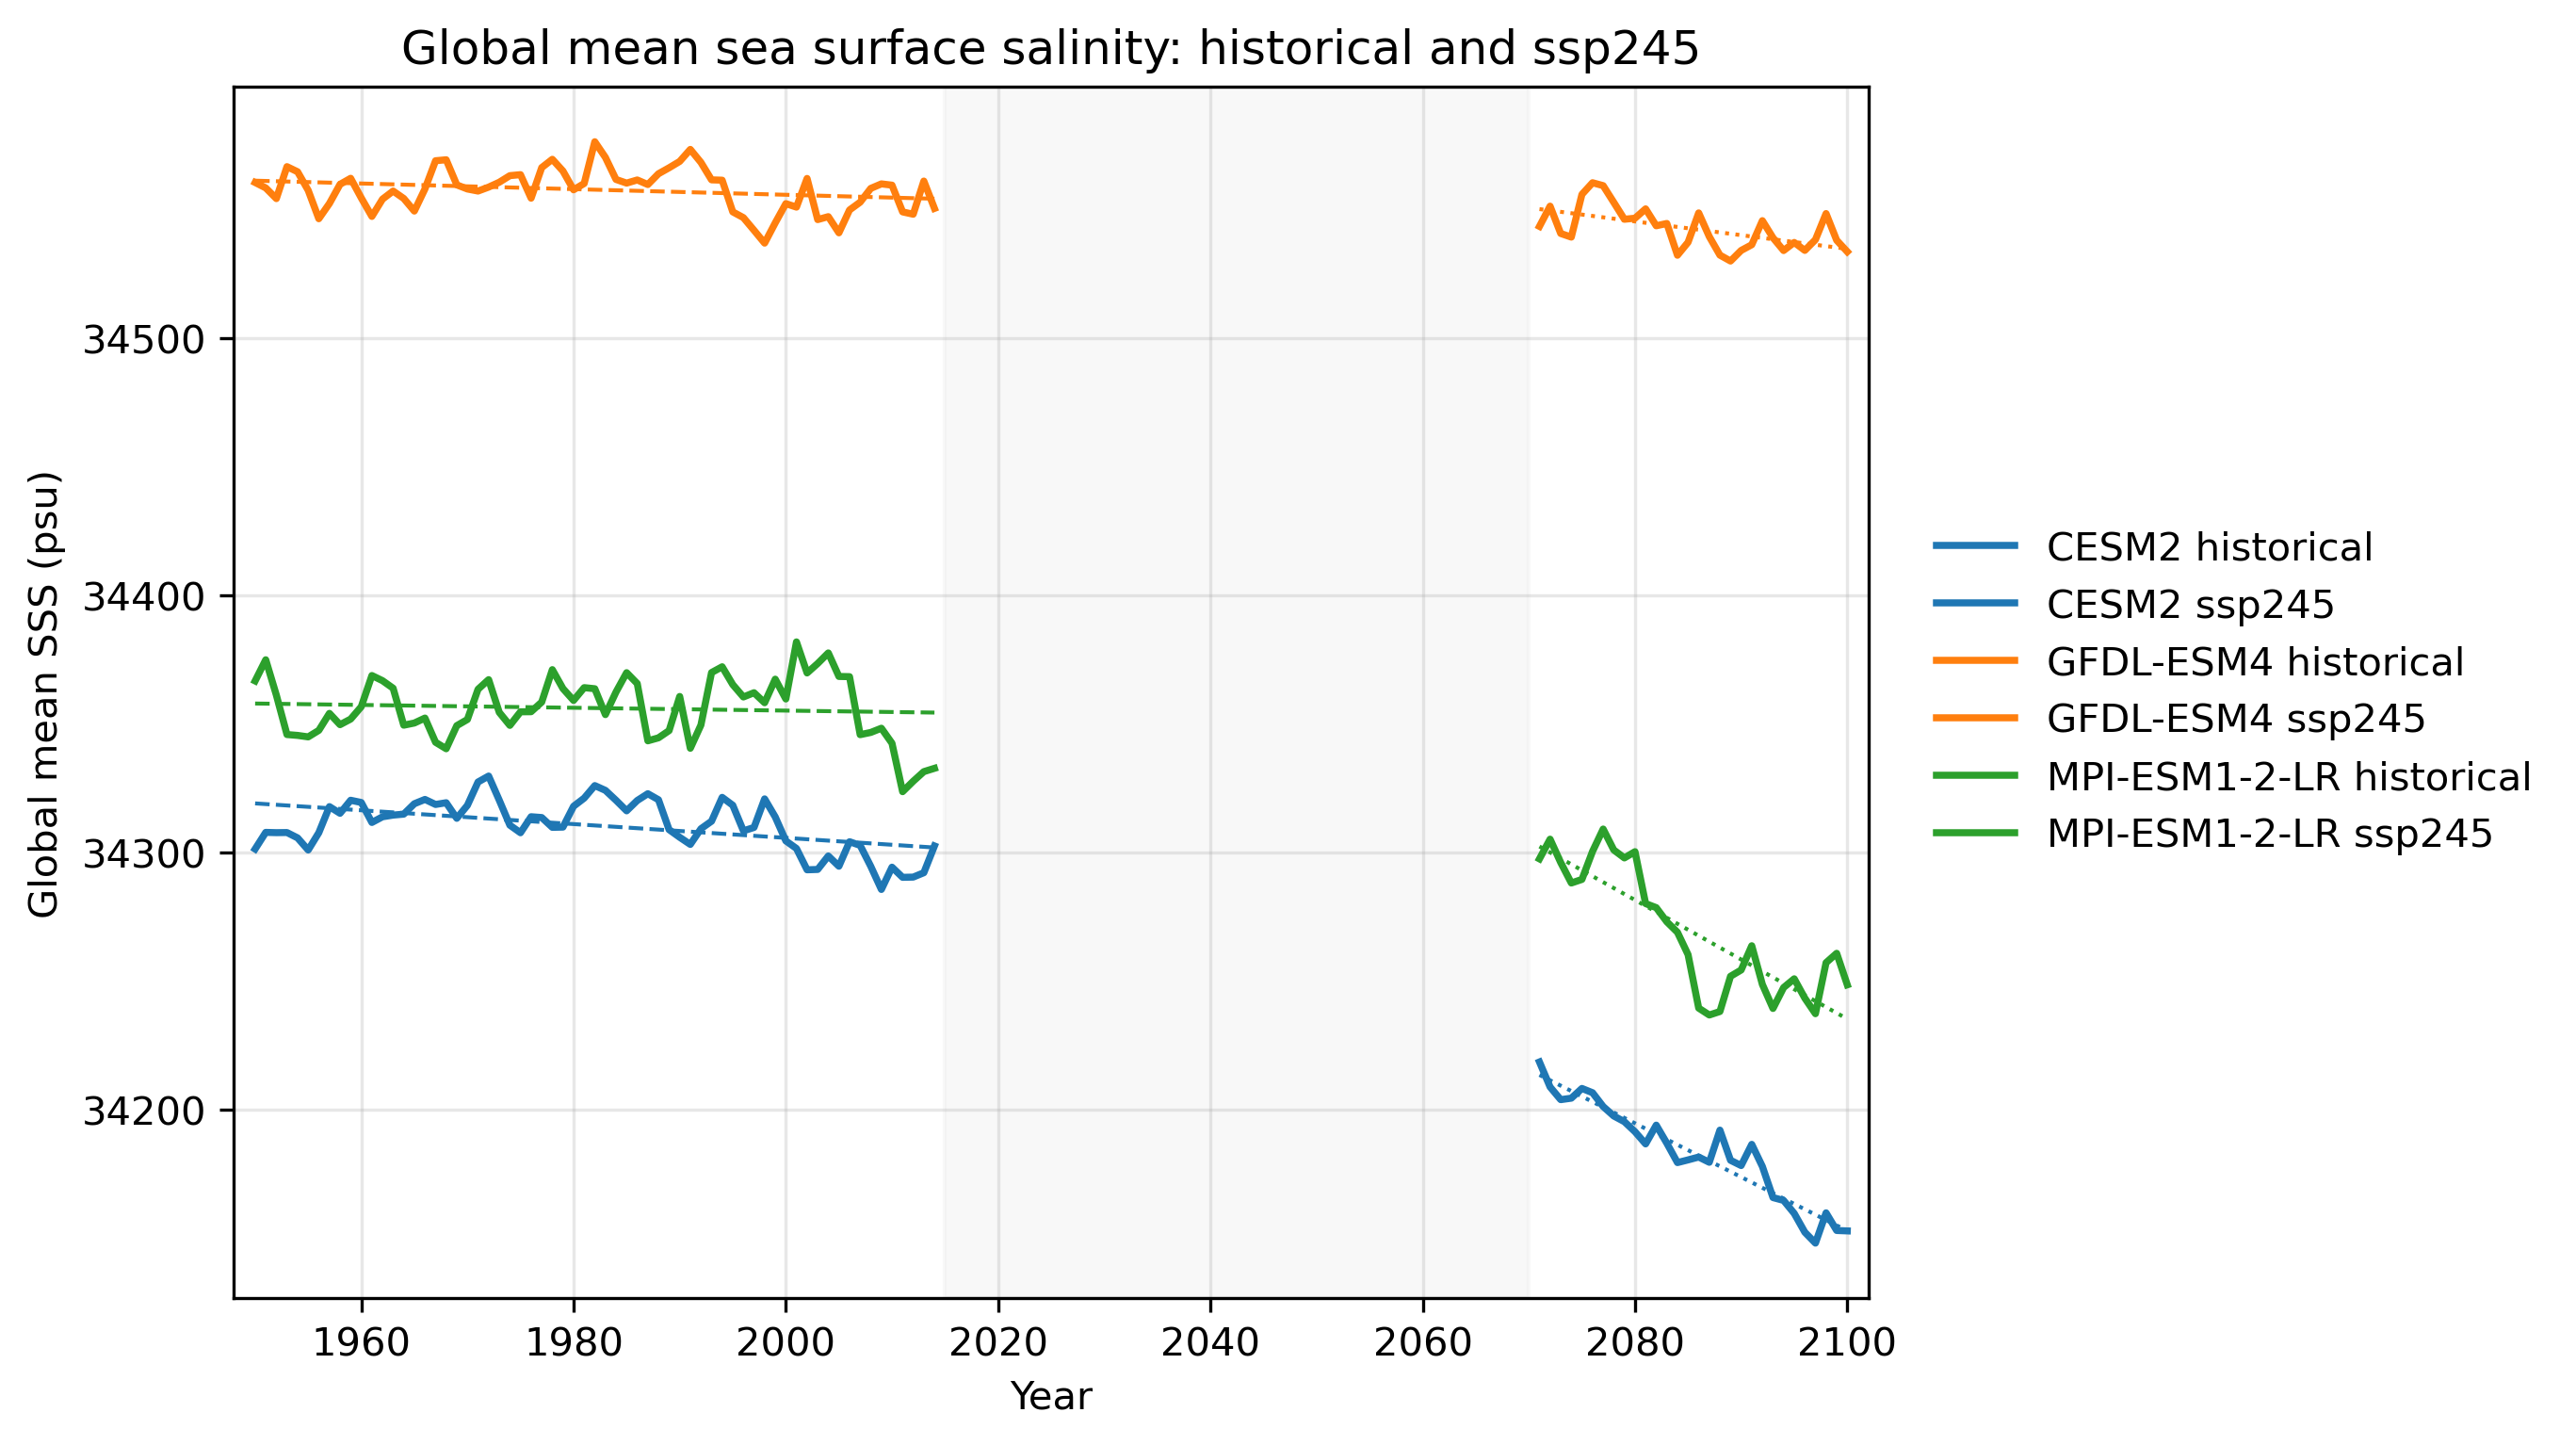 Global mean sea surface salinity: historical and ssp245
Global mean SSS (psu)
34500
34400
34300
34200
1960 1980 2000 2020 2040 2060 2080 2100
Year
CESM2 historical
CESM2 ssp245
GFDL-ESM4 historical
GFDL-ESM4 ssp245
MPI-ESM1-2-LR historical
MPI-ESM1-2-LR ssp245